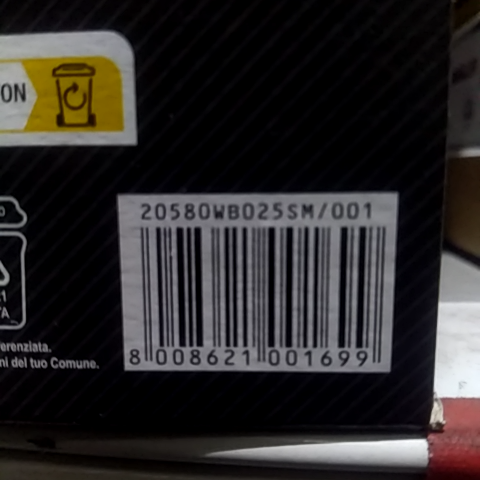 ON
20580WB025SM/001
erenziata.
ni del tuo Comune.
8 008621 001699